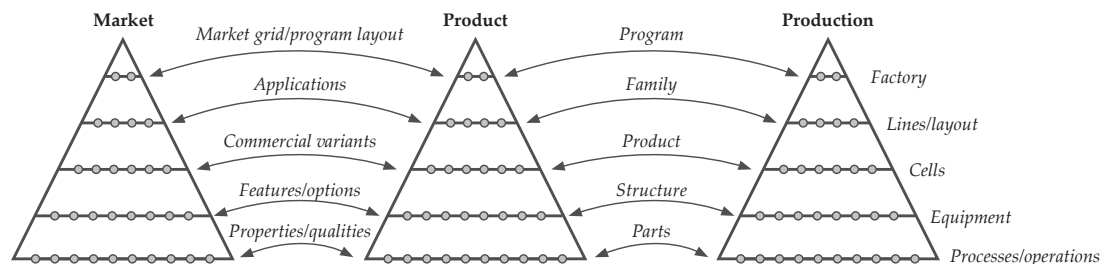 Market
Product
Production
Market grid/program layout
Program
Factory
Applications
Family
Lines/layout
Commercial variants
Product
Cells
Features/options
Structure
Equipment
Properties/qualities
Parts
Processes/operations